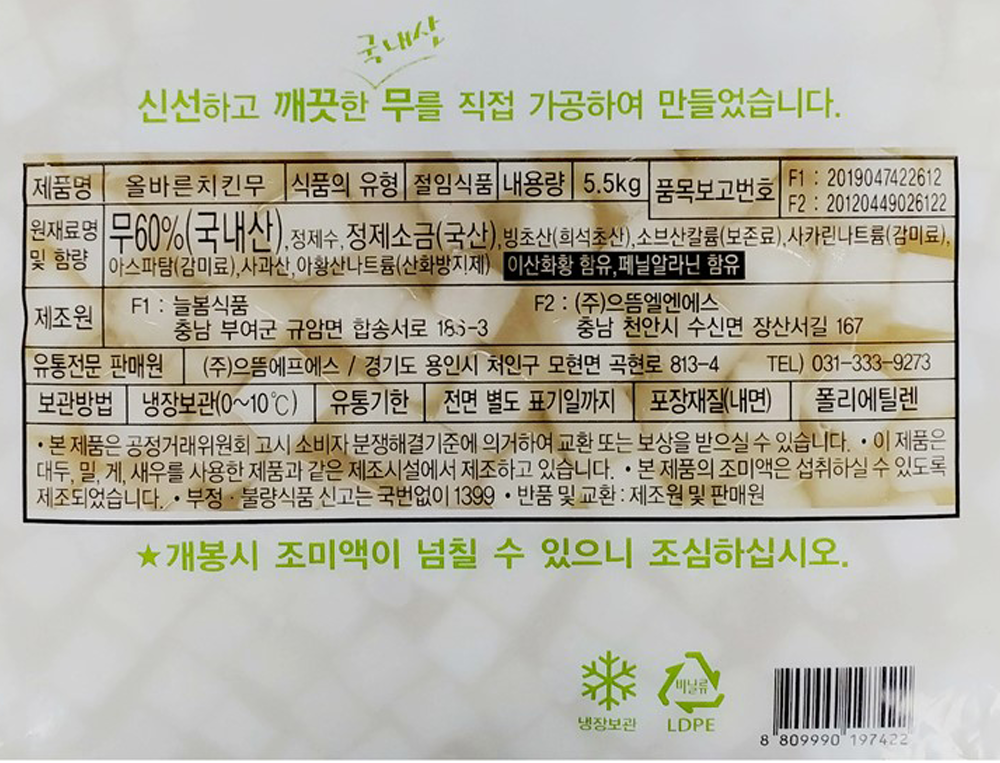 국내산
신선하고 깨끗한 무를 직접 가공하여 만들었습니다.
제품명 올바른치킨무 식품의 유형 절임식품 내용량 5.5kg 품목보고번호 F1 : 2019047422612
F2 : 20120449026122
원재료명 및 함량 무60%(국내산), 정제수, 정제소금(국산), 빙초산(희석초산), 소브산칼륨(보존료), 사카린나트륨(감미료),
아스파탐(감미료), 사과산, 아황산나트륨(산화방지제) 이산화황 함유, 페닐알라닌 함유
제조원 F1 : 늘봄식품 F2 : (주)으뜸엘엔에스
충남 부여군 규암면 합송서로 185-3 충남 천안시 수신면 장산서길 167
유통전문 판매원 (주)으뜸에프에스 / 경기도 용인시 처인구 모현면 곡현로 813-4 TEL) 031-333-9273
보관방법 냉장보관(0~10℃) 유통기한 전면 별도 표기일까지 포장재질(내면) 폴리에틸렌
• 본 제품은 공정거래위원회 고시 소비자 분쟁해결기준에 의거하여 교환 또는 보상을 받으실 수 있습니다. • 이 제품은
대두, 밀, 게, 새우를 사용한 제품과 같은 제조시설에서 제조하고 있습니다. • 본 제품의 조미액은 섭취하실 수 있도록
제조되었습니다. • 부정 · 불량식품 신고는 국번없이 1399 • 반품 및 교환 : 제조원 및 판매원
★개봉시 조미액이 넘칠 수 있으니 조심하십시오.
비닐류
냉장보관 LDPE
8 809990 197422